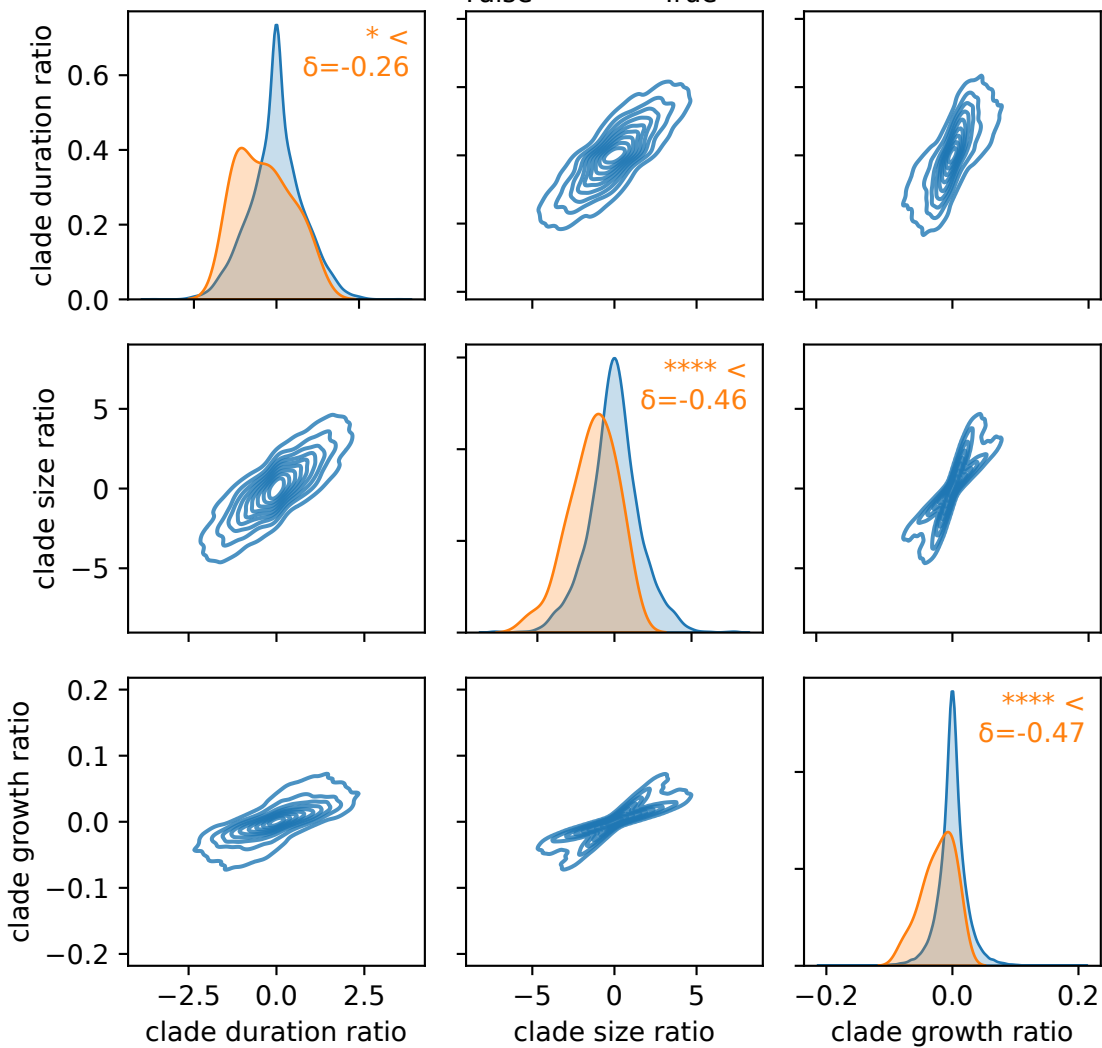 clade duration ratio
0.6
0.4
0.2
0.0
* <
δ=-0.26
clade size ratio
5
0
−5
**** <
δ=-0.46
clade growth ratio
0.2
0.1
0.0
−0.1
−0.2
**** <
δ=-0.47
−2.5 0.0 2.5
−5 0 5
−0.2 0.0 0.2
clade duration ratio
clade size ratio
clade growth ratio